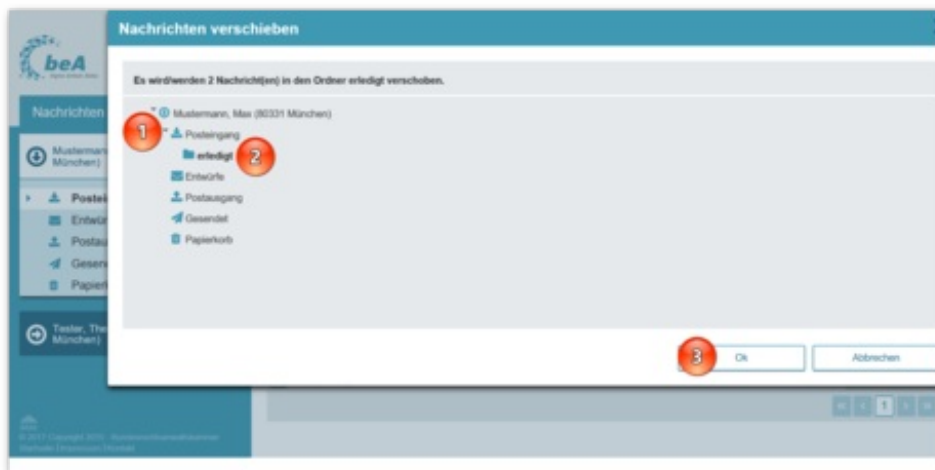 Nachrichten verschieben
beA
Es wird/werden 2 Nachricht(en) in den Ordner erledigt verschoben.
Nachrichten
Mustermann, Max (80331 München)
1
Posteingang
Musterman
München)
erledigt
2
Entwürfe
Postei
Postausgang
Entwür
Gesendet
Postau
Papierkorb
Gesen
Papierk
Tester, The
München)
3
Ok
Abbrechen
1